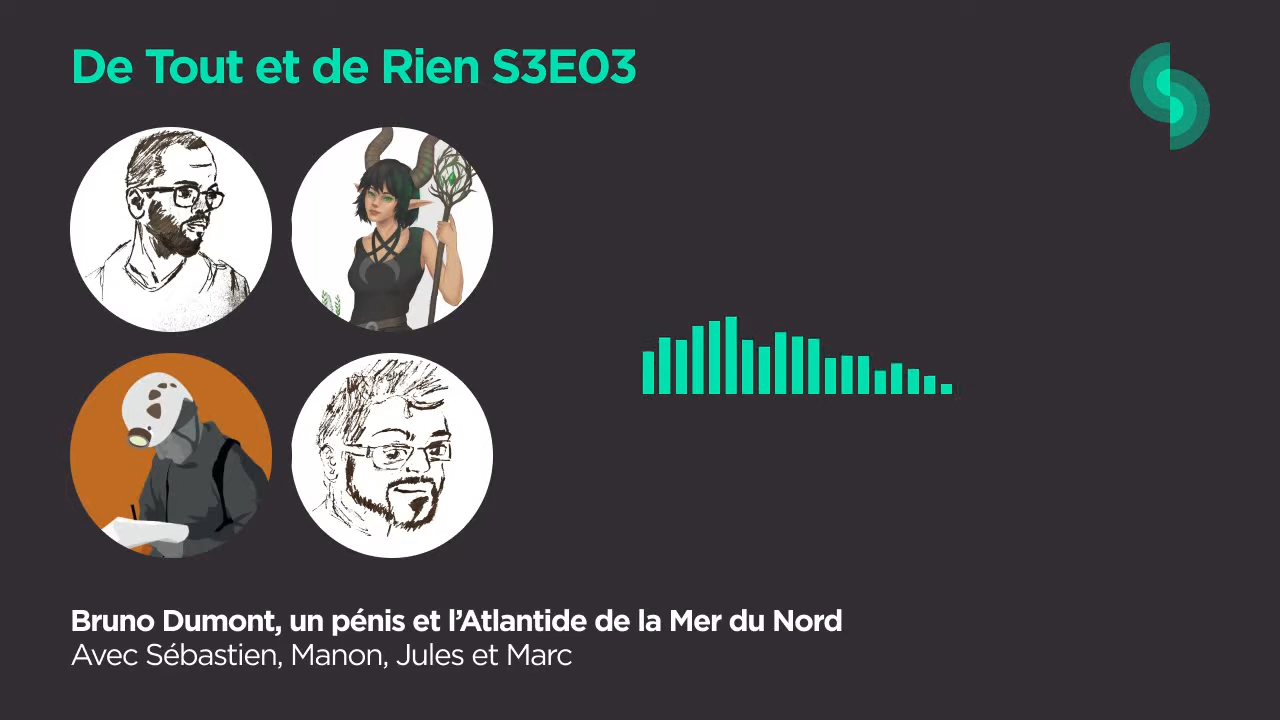 De Tout et de Rien S3E03
Bruno Dumont, un pénis et l’Atlantide de la Mer du Nord
Avec Sébastien, Manon, Jules et Marc